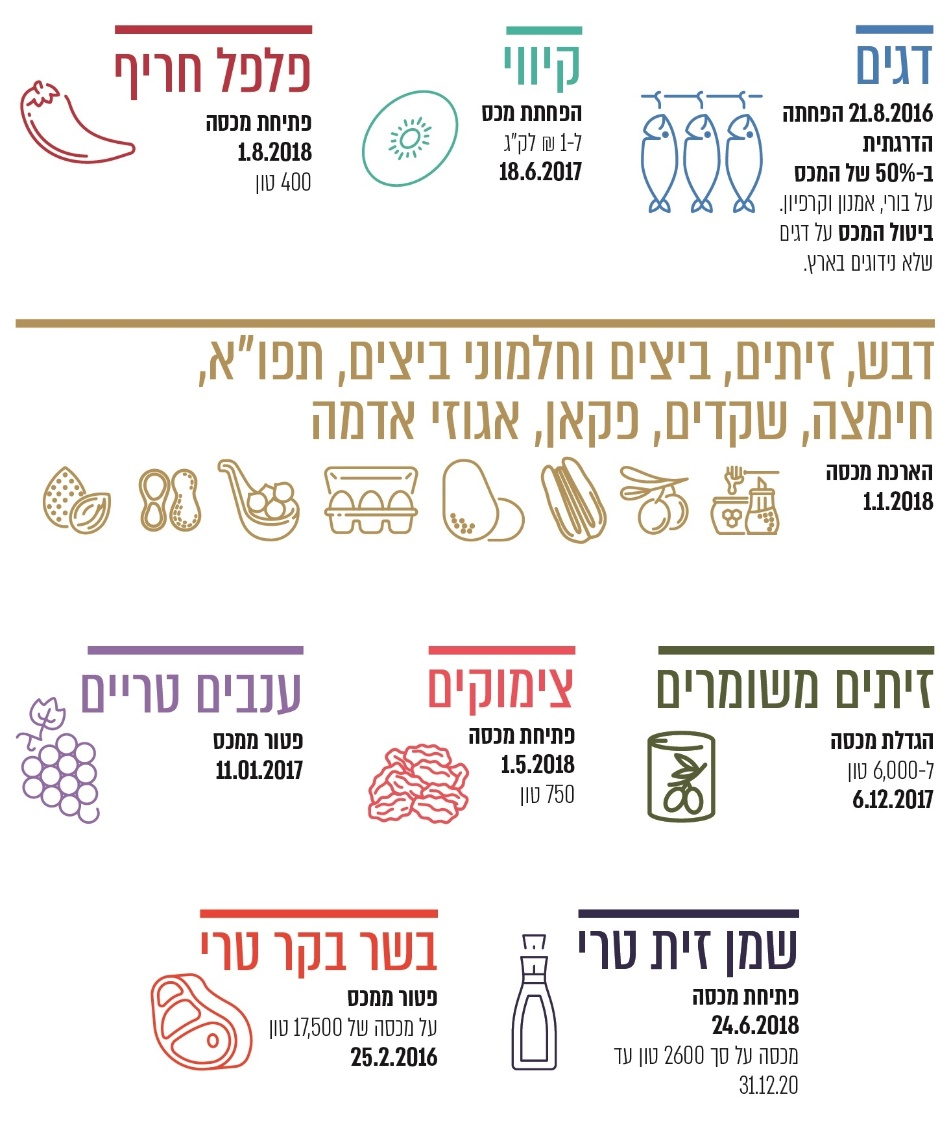 דגים
21.8.2016 הפחתה
הדרגתית
ב-50% של המכס
על בורי, אמנון וקרפיון.
ביטול המכס על דגים
שלא נידוגים בארץ.
קיווי
הפחתת מכס
ל-1 ₪ לק"ג
18.6.2017
פלפל חריף
פתיחת מכסה
1.8.2018
400 טון
דבש, זיתים, ביצים וחלמוני ביצים, תפו"א,
חימצה, שקדים, פקאן, אגוזי אדמה
הארכת מכסה
1.1.2018
זיתים משומרים
הגדלת מכסה
ל-6,000 טון
6.12.2017
צימוקים
פתיחת מכסה
1.5.2018
750 טון
ענבים טריים
פטור ממכס
11.01.2017
שמן זית טרי
פתיחת מכסה
24.6.2018
מכסה על סך 2600 טון עד
31.12.20
בשר בקר טרי
פטור ממכס
על מכסה של 17,500 טון
25.2.2016